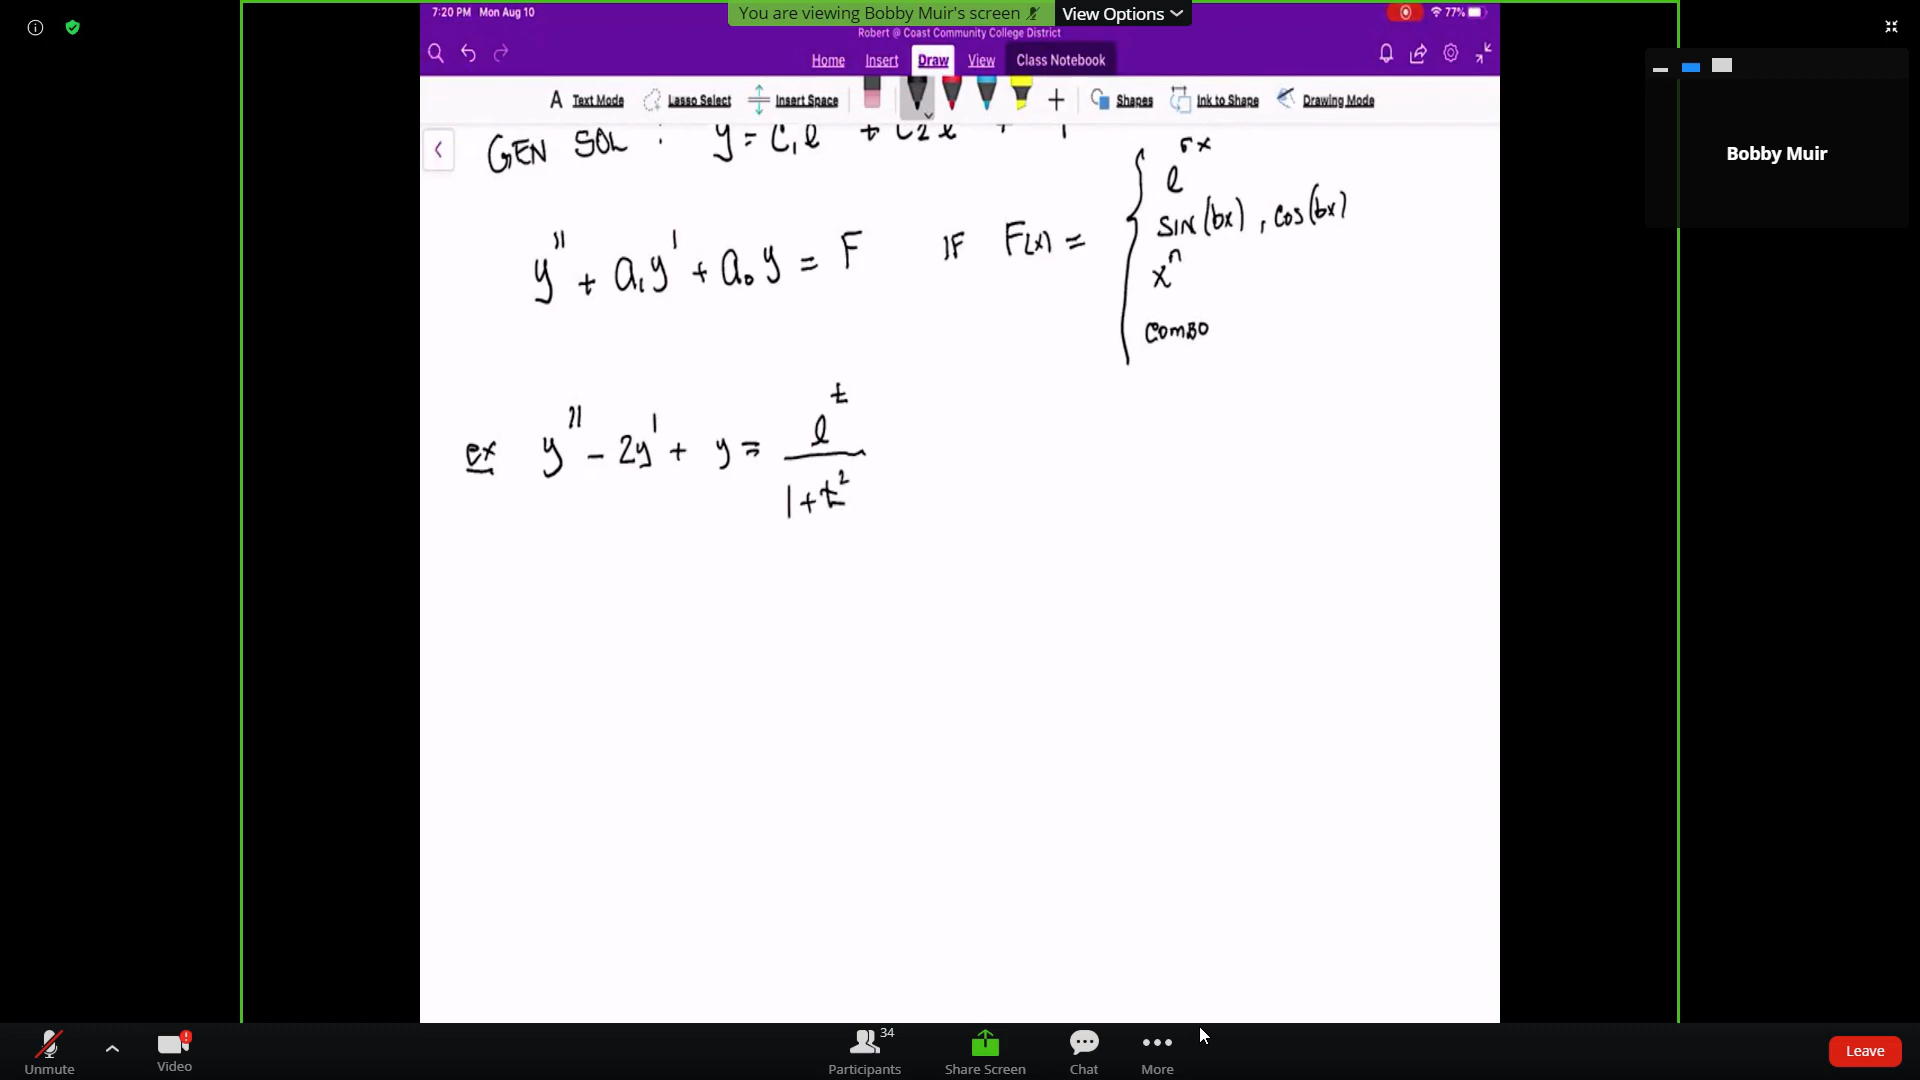 7:20 PM Mon Aug 10
You are viewing Bobby Muir's screen
View Options
77%
Robert @ Coast Community College District
Home Insert Draw View Class Notebook
A Text Mode Lasso Select Insert Space Shapes Ink to Shape Drawing Mode
Bobby Muir
GEN SOL : y = C₁e + C₂e +
y'' + a₁y' + a₀y = F IF F(x) = {
e^rx
sin(bx), cos(bx)
x^n
combo
ex y'' - 2y' + y = e^t / 1+t²
Unmute
Video
34
Participants
Share Screen
Chat
More
Leave